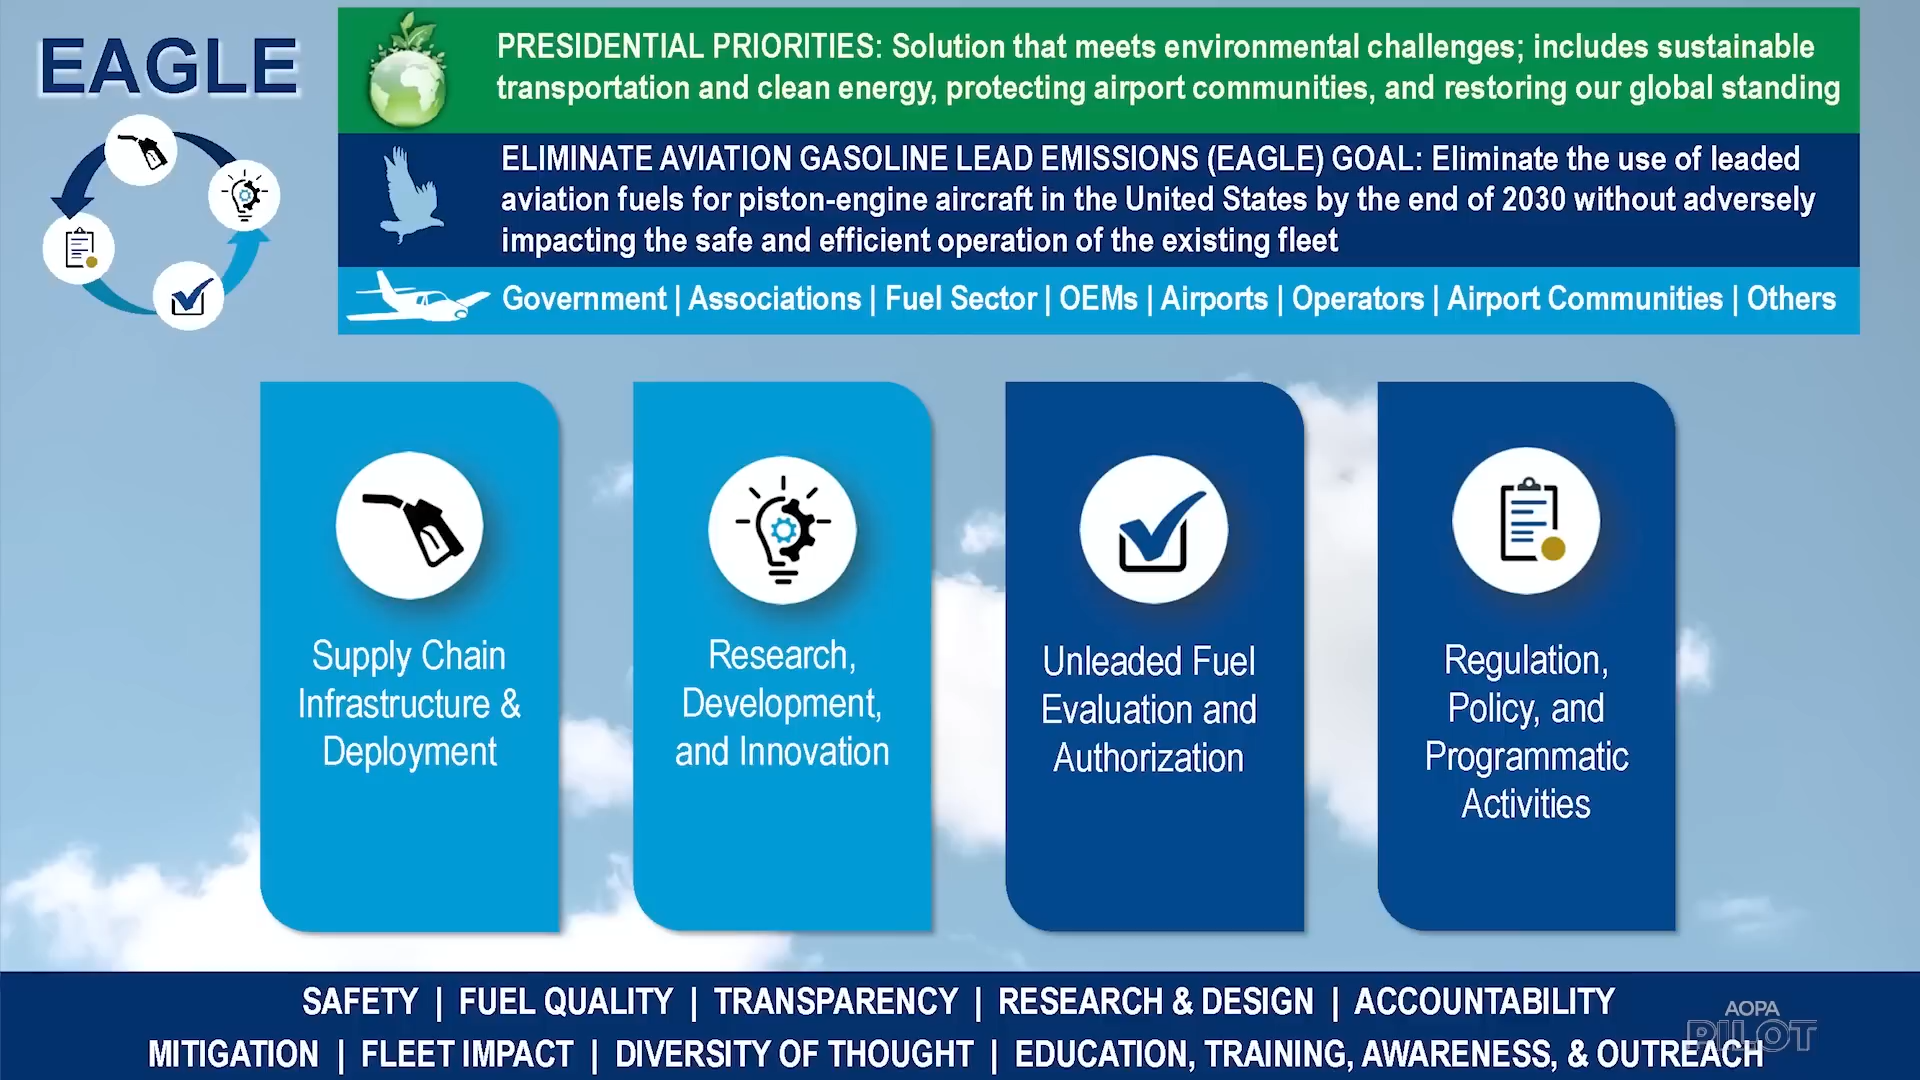 EAGLE
PRESIDENTIAL PRIORITIES: Solution that meets environmental challenges; includes sustainable
transportation and clean energy, protecting airport communities, and restoring our global standing
ELIMINATE AVIATION GASOLINE LEAD EMISSIONS (EAGLE) GOAL: Eliminate the use of leaded
aviation fuels for piston-engine aircraft in the United States by the end of 2030 without adversely
impacting the safe and efficient operation of the existing fleet
Government | Associations | Fuel Sector | OEMs | Airports | Operators | Airport Communities | Others
Supply Chain
Infrastructure &
Deployment
Research,
Development,
and Innovation
Unleaded Fuel
Evaluation and
Authorization
Regulation,
Policy, and
Programmatic
Activities
SAFETY | FUEL QUALITY | TRANSPARENCY | RESEARCH & DESIGN | ACCOUNTABILITY
MITIGATION | FLEET IMPACT | DIVERSITY OF THOUGHT | EDUCATION, TRAINING, AWARENESS, & OUTREACH
AOPA
PILOT